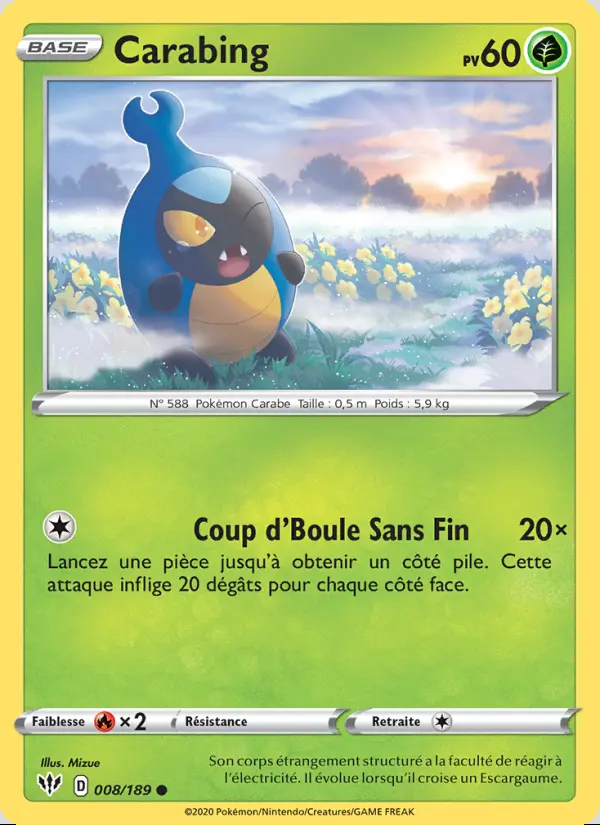 BASE Carabing PV60
N° 588 Pokémon Carabe Taille : 0,5 m Poids : 5,9 kg
Coup d'Boule Sans Fin 20×
Lancez une pièce jusqu'à obtenir un côté pile. Cette
attaque inflige 20 dégâts pour chaque côté face.
Faiblesse ×2 Résistance Retraite
Illus. Mizue
D 008/189
Son corps étrangement structuré a la faculté de réagir à
l'électricité. Il évolue lorsqu'il croise un Escargaume.
©2020 Pokémon/Nintendo/Creatures/GAME FREAK